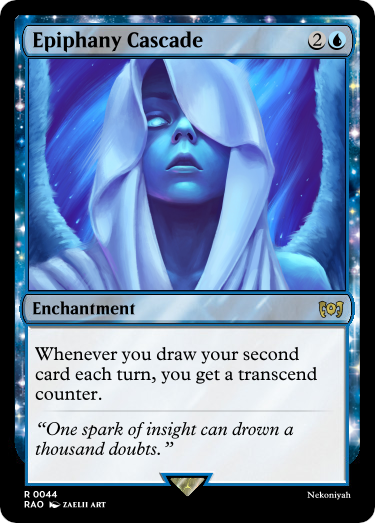 Epiphany Cascade 2
Enchantment
Whenever you draw your second
card each turn, you get a transcend
counter.
“One spark of insight can drown a
thousand doubts.”
R 0044
RAO ZAELII ART
Nekoniyah